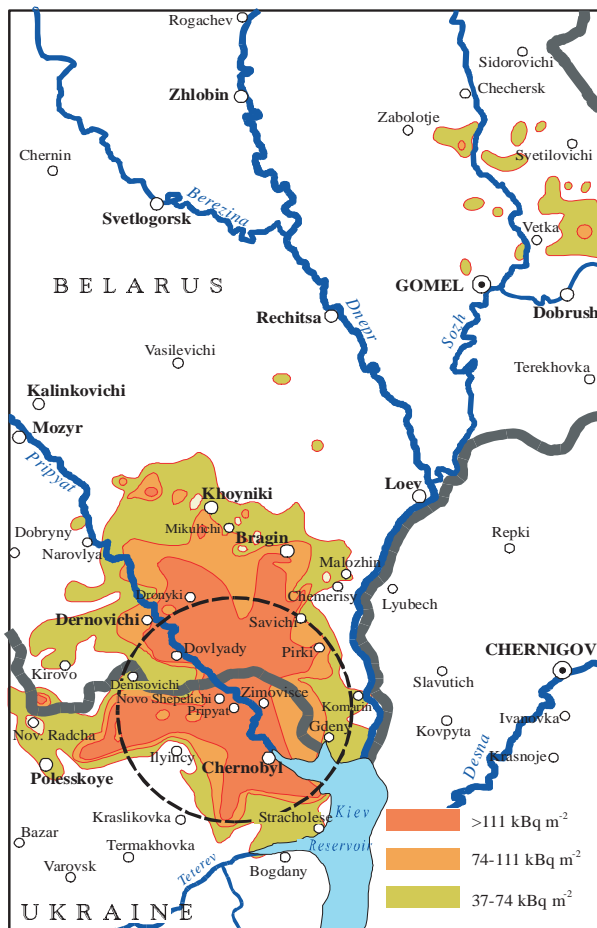 Rogachev
Sidorovichi
Zhlobin
Chechersk
Zabolotje
Chernin
Svetilovichi
Berezina
Svetlogorsk
Vetka
BELARUS
GOMEL
Dobrush
Rechitsa
Dnepr
Sozh
Vasilevichi
Terekhovka
Kalinkovichi
Mozyr
Pripyat
Loev
Khoyniki
Mikulichi
Dobryny
Bragin
Repki
Narovlya
Malozhin
Chemerisy
Dronyki
Lyubech
Dernovichi
Savichi
Dovlyady
Pirki
CHERNIGOV
Kirovo
Denisovichi
Slavutich
Novo Shepelichi
Zimovisce
Komarin
Pripyat
Ivanovka
Nov. Radcha
Gdeny
Kovpyta
Ilyincy
Chernobyl
Desna
Krasnoje
Polesskoye
Kiev
Kraslikovka
Stracholese
>111 kBq m-2
Bazar
Termakhovka
Reservoir
74-111 kBq m-2
Varovsk
Teterev
Bogdany
37-74 kBq m-2
UKRAINE